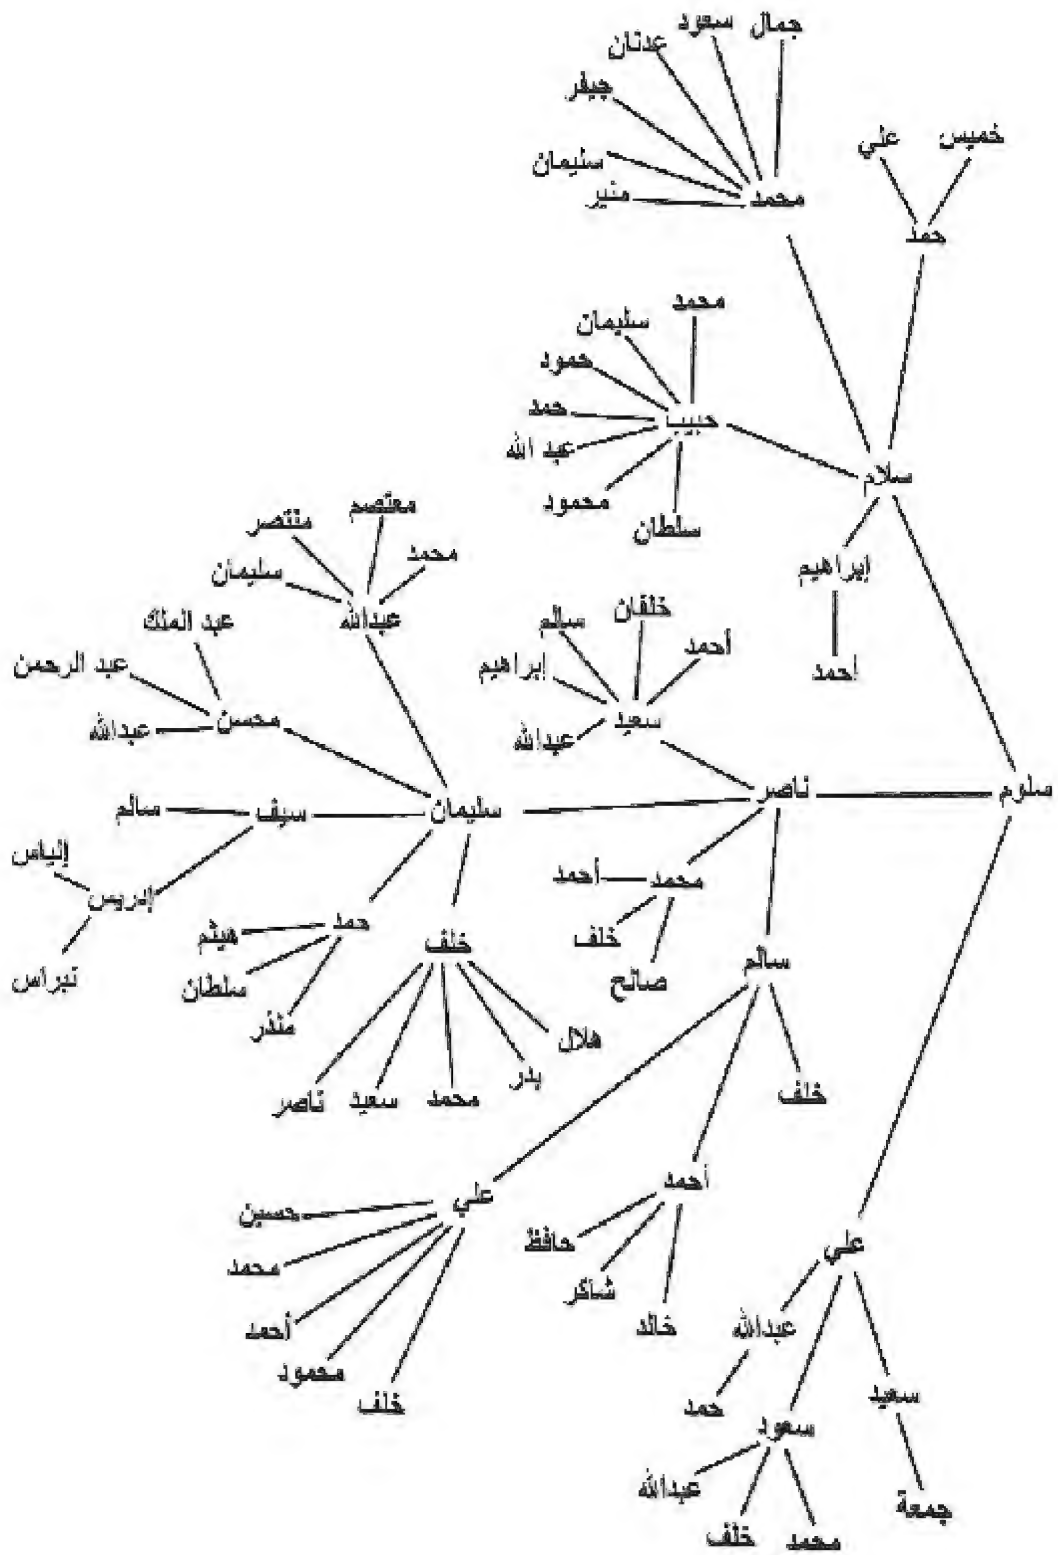 جمال
سعود
عدنان
جيفر
سليمان
منير
محمد
خميس
علي
حمد
محمد
سليمان
حمود
حمد
عبد الله
محمود
سلطان
حبيب
سلام
إبراهيم
أحمد
معتصم
منتصر
محمد
سليمان
عبدالله
عبد الملك
عبد الرحمن
عبدالله
محسن
خلفان
سالم
أحمد
إبراهيم
عبدالله
سعيد
سلوم
ناصر
سليمان
سيف
سالم
إلياس
إدريس
نبراس
حمد
هيثم
سلطان
منذر
خلف
هلال
بدر
محمد
سعيد
ناصر
محمد
أحمد
خلف
صالح
سالم
خلف
أحمد
حافظ
شاكر
خالد
علي
حسين
محمد
أحمد
محمود
خلف
علي
عبدالله
حمد
سعيد
جمعة
سعود
عبدالله
خلف
محمد